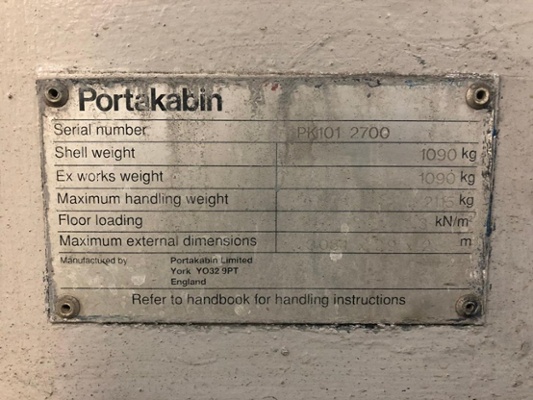 Portakabin
Serial number PK101 2700
Shell weight 1090 kg
Ex works weight 1090 kg
Maximum handling weight kg
Floor loading kN/m²
Maximum external dimensions m
Manufactured by Portakabin Limited
York YO32 9PT
England
Refer to handbook for handling instructions